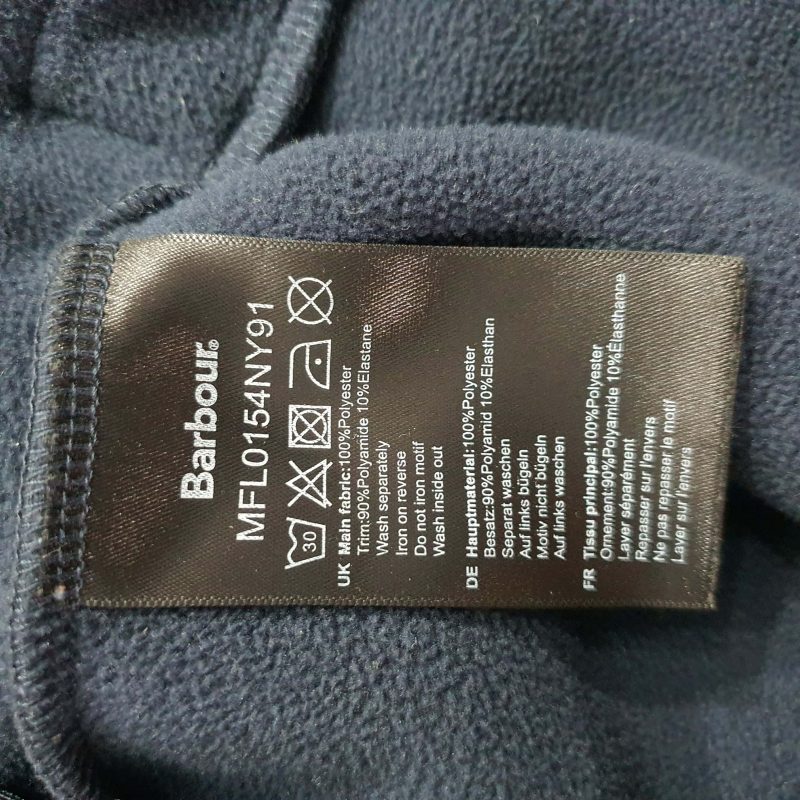 Barbour®
MFL0154NY91
30
UK Main fabric:100%Polyester
Trim:90%Polyamide 10%Elastane
Wash separately
Iron on reverse
Do not iron motif
Wash inside out
DE Hauptmaterial:100%Polyester
Besatz:90%Polyamid 10%Elasthan
Separat waschen
Auf links bügeln
Motiv nicht bügeln
Auf links waschen
FR Tissu principal:100%Polyester
Ornement:90%Polyamide 10%Elasthanne
Laver séparément
Repasser sur l'envers
Ne pas repasser le motif
Laver sur l'envers